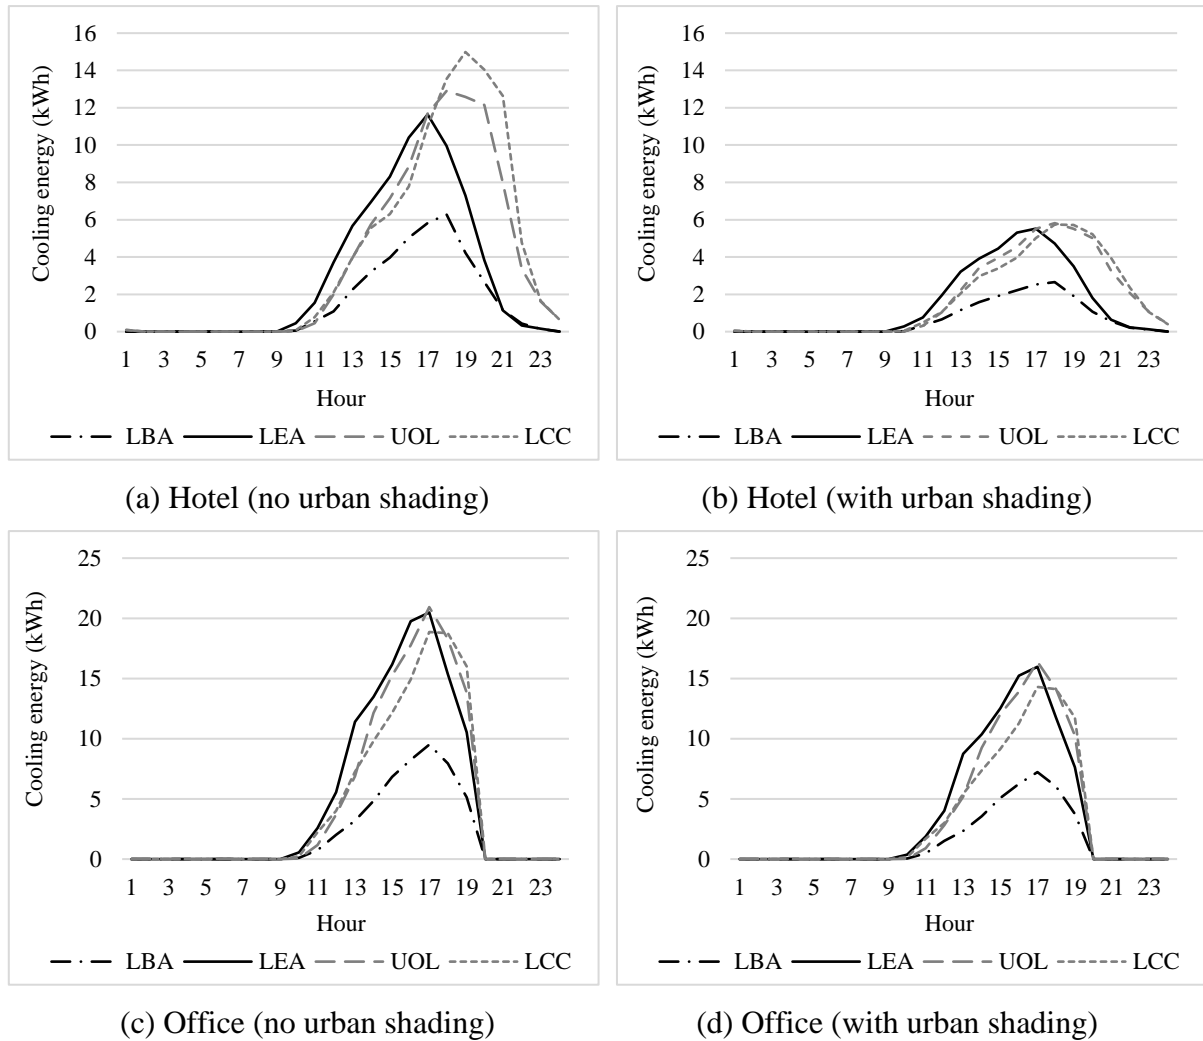 16
14
12
10
8
6
4
2
0
Cooling energy (kWh)
1 3 5 7 9 11 13 15 17 19 21 23
Hour
LBA LEA UOL LCC
(a) Hotel (no urban shading)
16
14
12
10
8
6
4
2
0
Cooling energy (kWh)
1 3 5 7 9 11 13 15 17 19 21 23
Hour
LBA LEA UOL LCC
(b) Hotel (with urban shading)
25
20
15
10
5
0
Cooling energy (kWh)
1 3 5 7 9 11 13 15 17 19 21 23
Hour
LBA LEA UOL LCC
(c) Office (no urban shading)
25
20
15
10
5
0
Cooling energy (kWh)
1 3 5 7 9 11 13 15 17 19 21 23
Hour
LBA LEA UOL LCC
(d) Office (with urban shading)